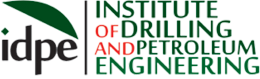 idpe
INSTITUTE
OF DRILLING
AND PETROLEUM
ENGINEERING